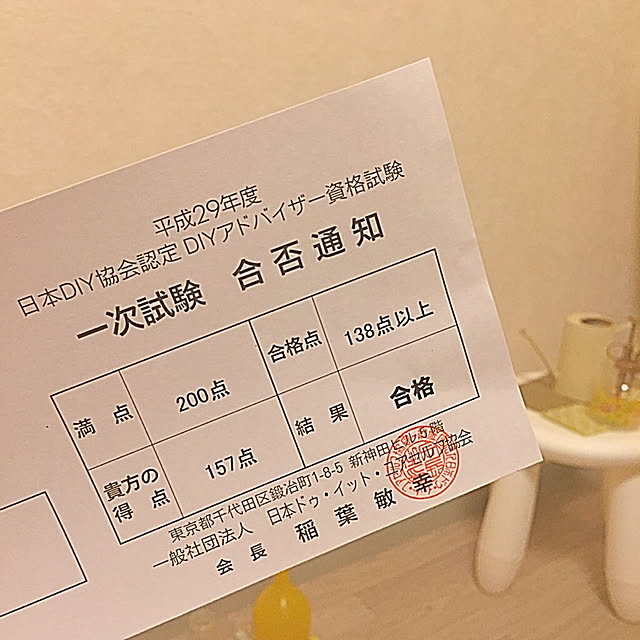 平成29年度
日本DIY協会認定 DIYアドバイザー資格試験
一次試験 合否通知
満点 200点 合格点 138点以上
貴方の得点 157点 結果 合格
東京都千代田区鍛冶町1-8-5 新神田ビル5階
一般社団法人 日本ドゥ・イット・ユアセルフ協会
会長 稲葉敏幸